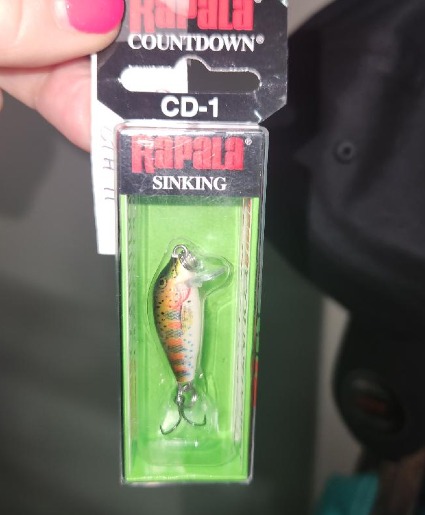 Rapala
COUNTDOWN®
CD-1
Rapala®
SINKING